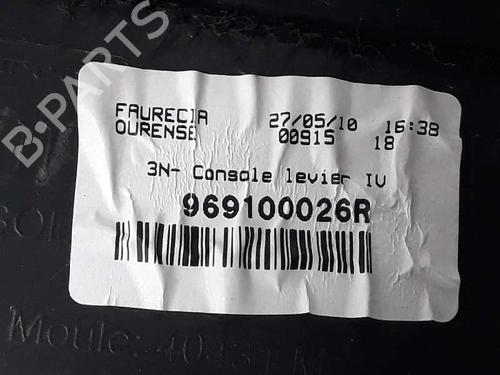 B-PARTS
FAURECIA 27/05/10 16:38
OURENSE 00915 18
3N- Console levier IV
969100026R
Moule: